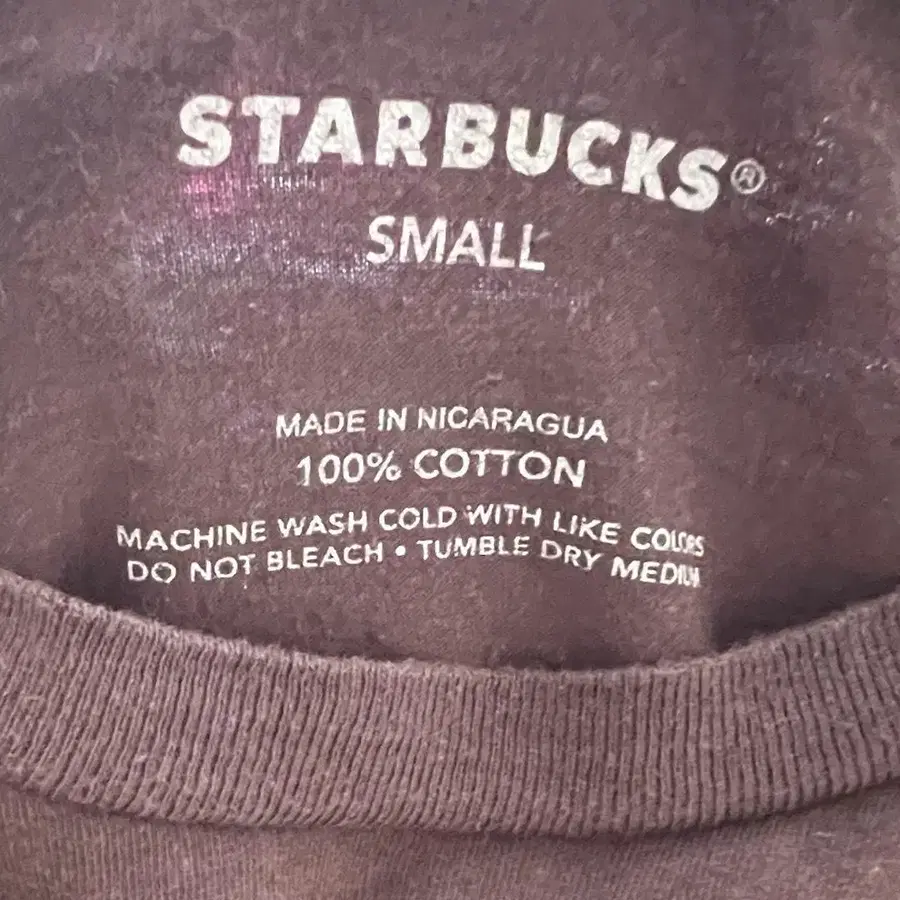 STARBUCKS®
SMALL
MADE IN NICARAGUA
100% COTTON
MACHINE WASH COLD WITH LIKE COLORS
DO NOT BLEACH • TUMBLE DRY MEDIUM